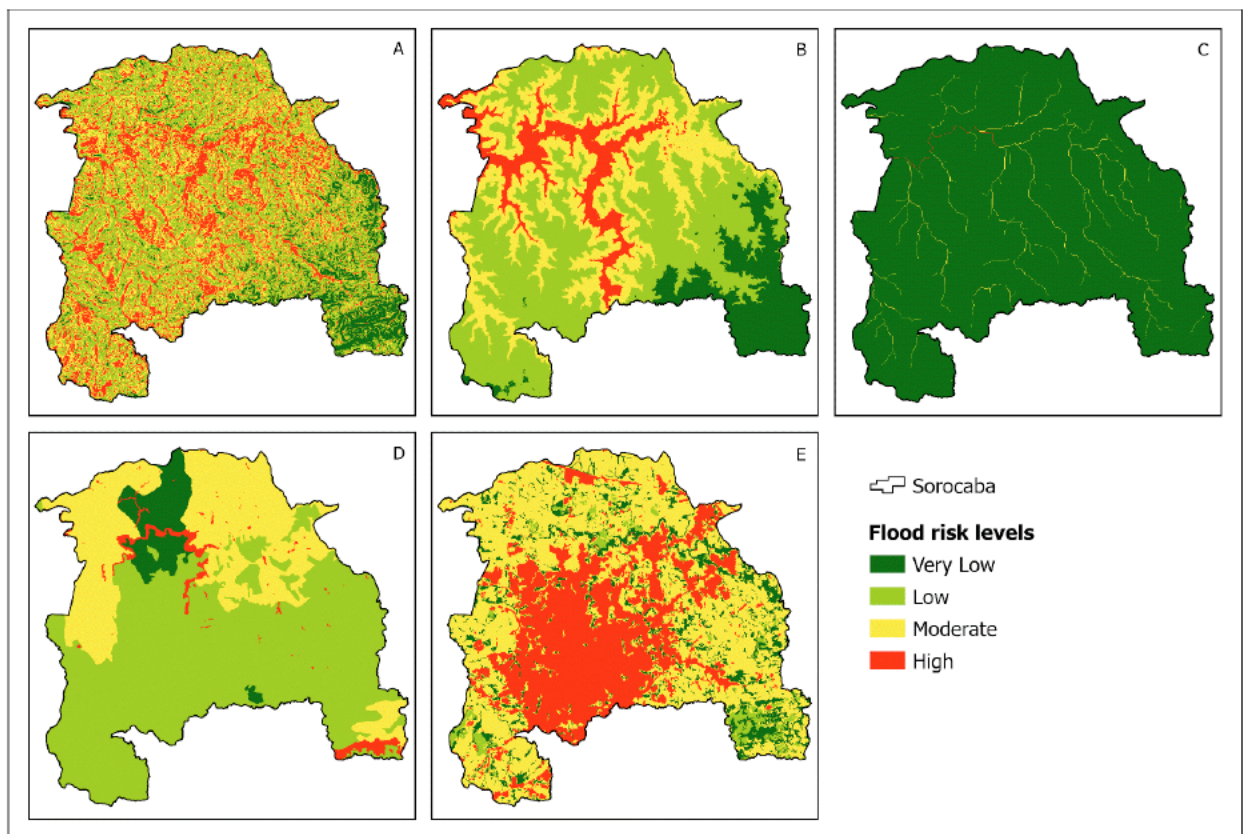 A
B
C
D
E
Sorocaba
Flood risk levels
Very Low
Low
Moderate
High